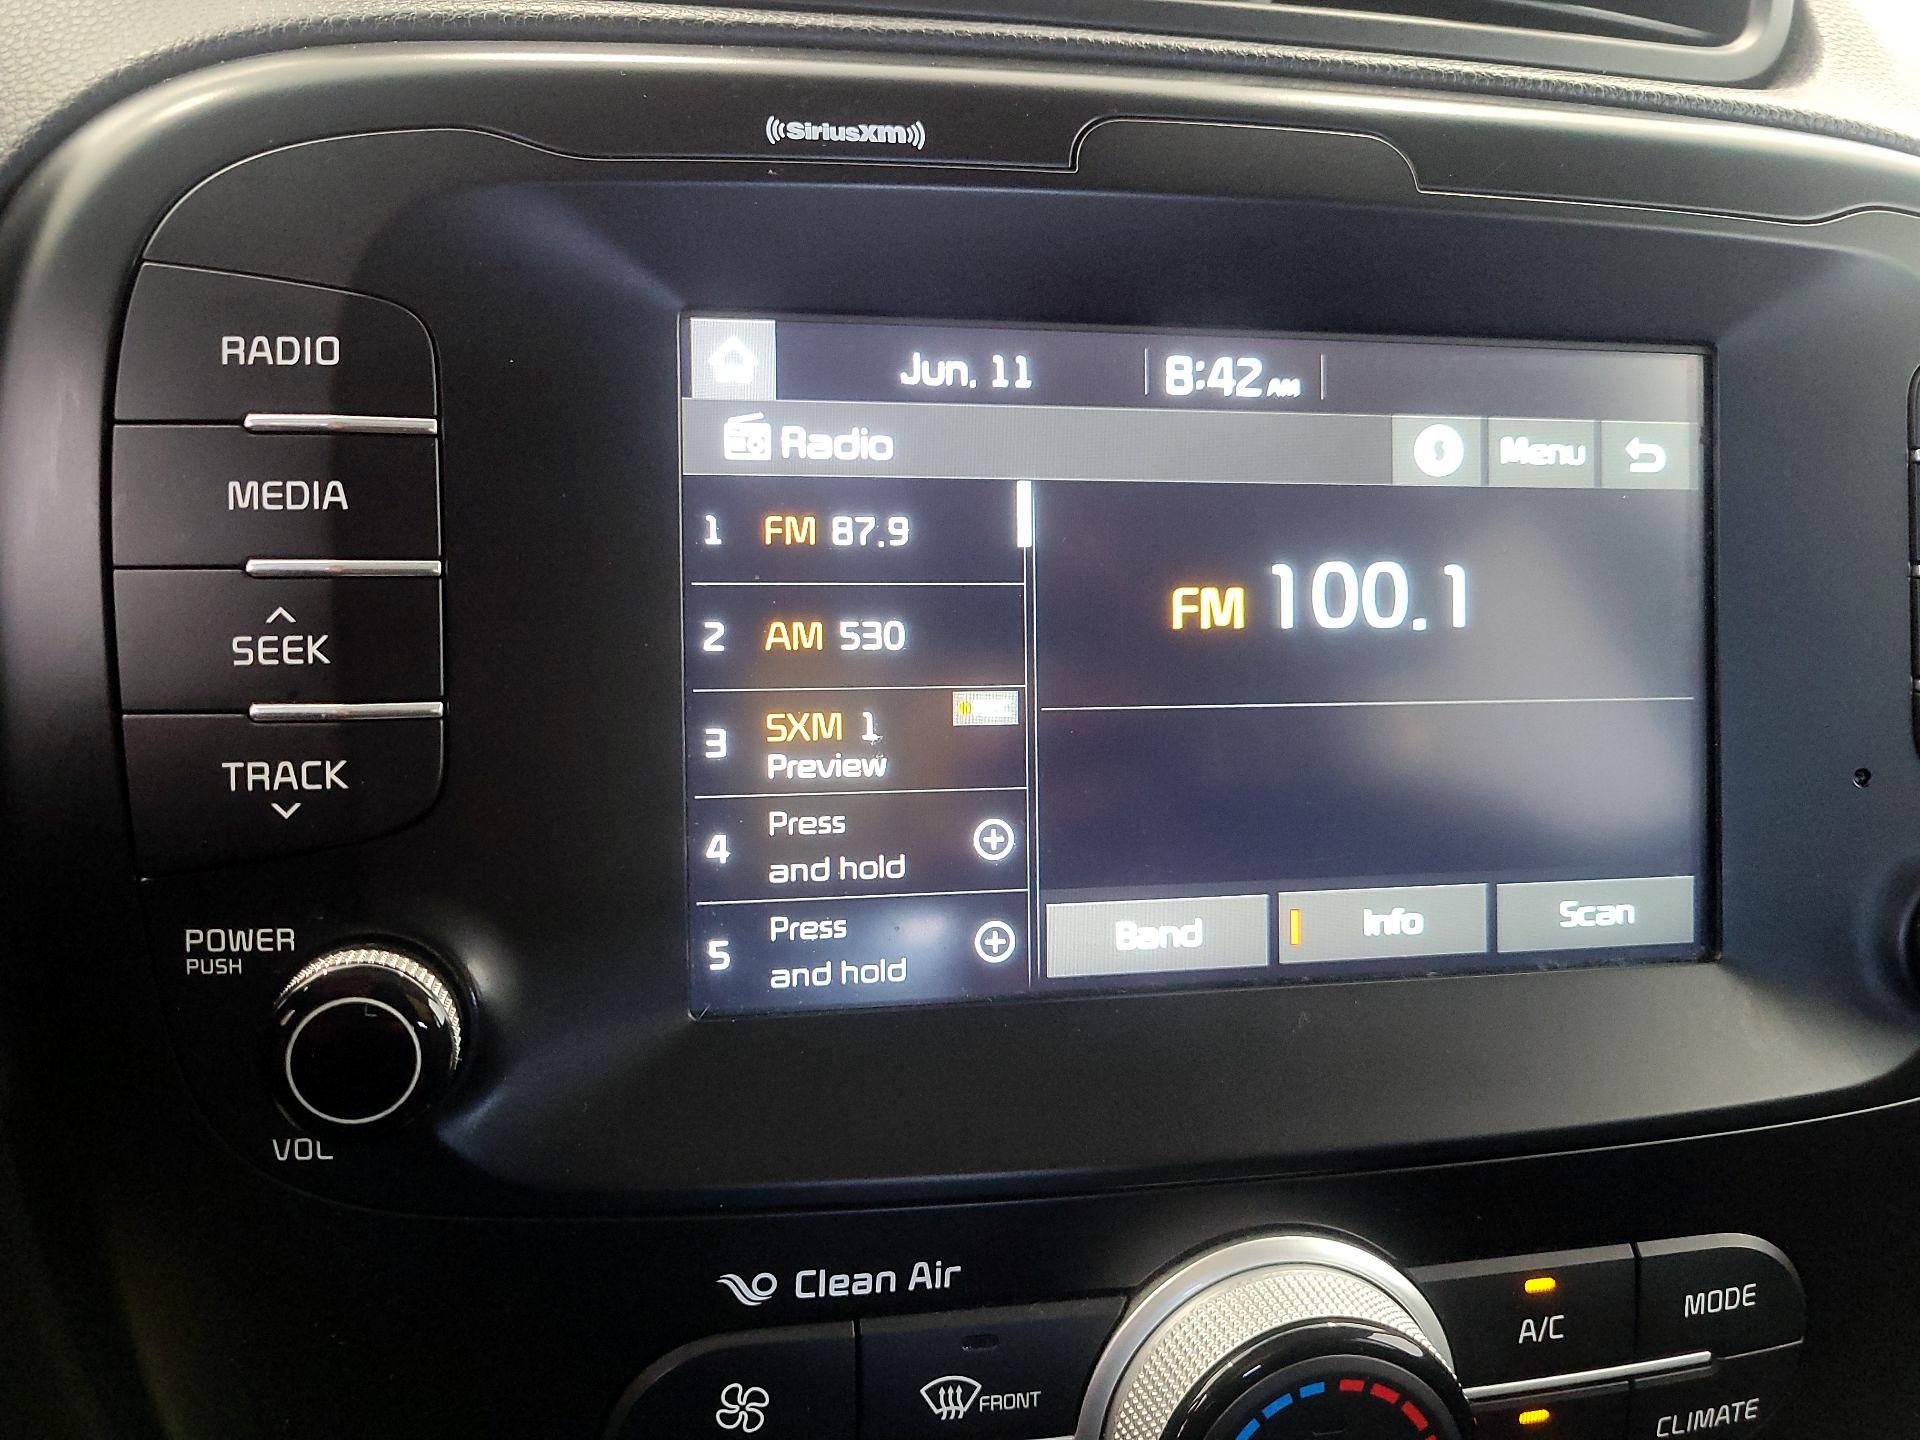 ((SiriusXM))
RADIO
MEDIA
SEEK
TRACK
POWER
PUSH
VOL
Jun. 11
8:42 AM
Radio
Menu
1 FM 87.9
2 AM 530
3 SXM 1
Preview
4 Press
and hold
5 Press
and hold
FM 100.1
Band
Info
Scan
Clean Air
FRONT
A/C
MODE
CLIMATE